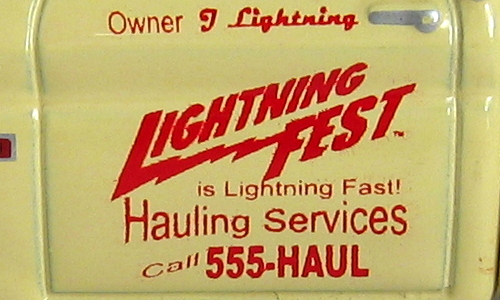 Owner J Lightning
LIGHTNING
FEST™
is Lightning Fast!
Hauling Services
Call 555-HAUL